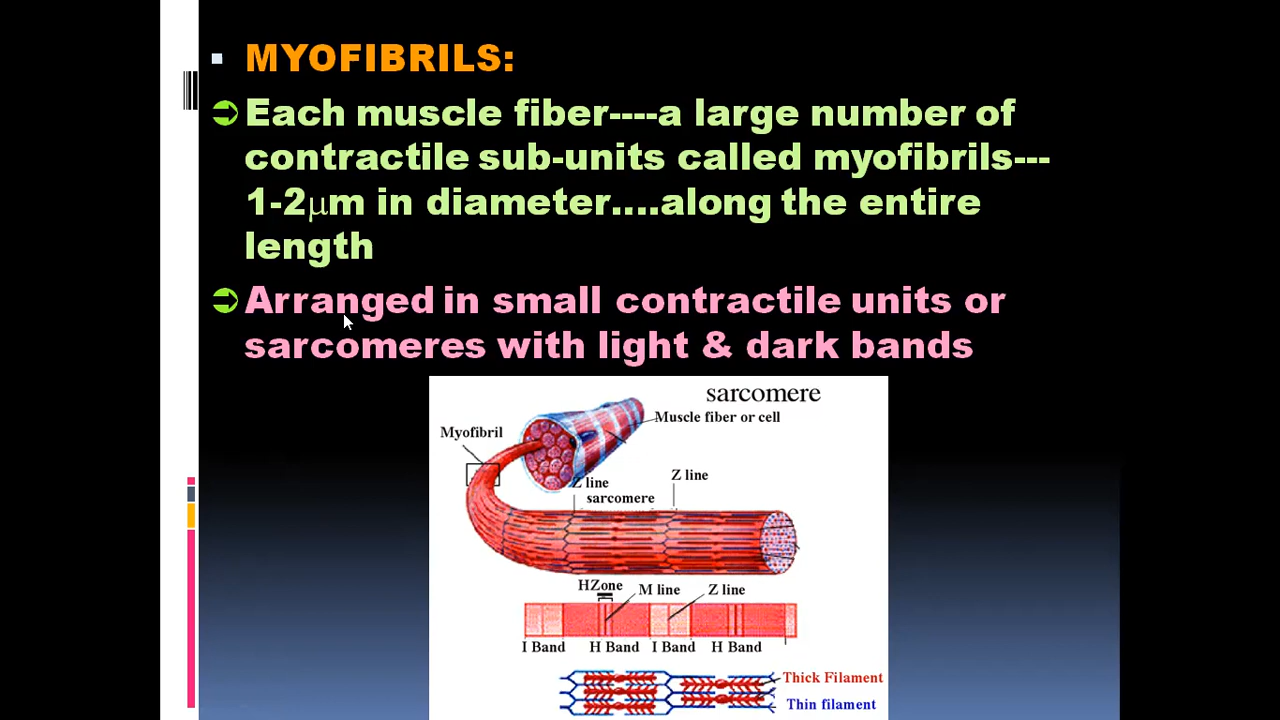 MYOFIBRILS:
Each muscle fiber----a large number of
contractile sub-units called myofibrils---
1-2μm in diameter....along the entire
length
Arranged in small contractile units or
sarcomeres with light & dark bands
sarcomere
Muscle fiber or cell
Myofibril
Z line
Z line
sarcomere
HZone
M line
Z line
I Band
H Band
I Band
H Band
Thick Filament
Thin filament